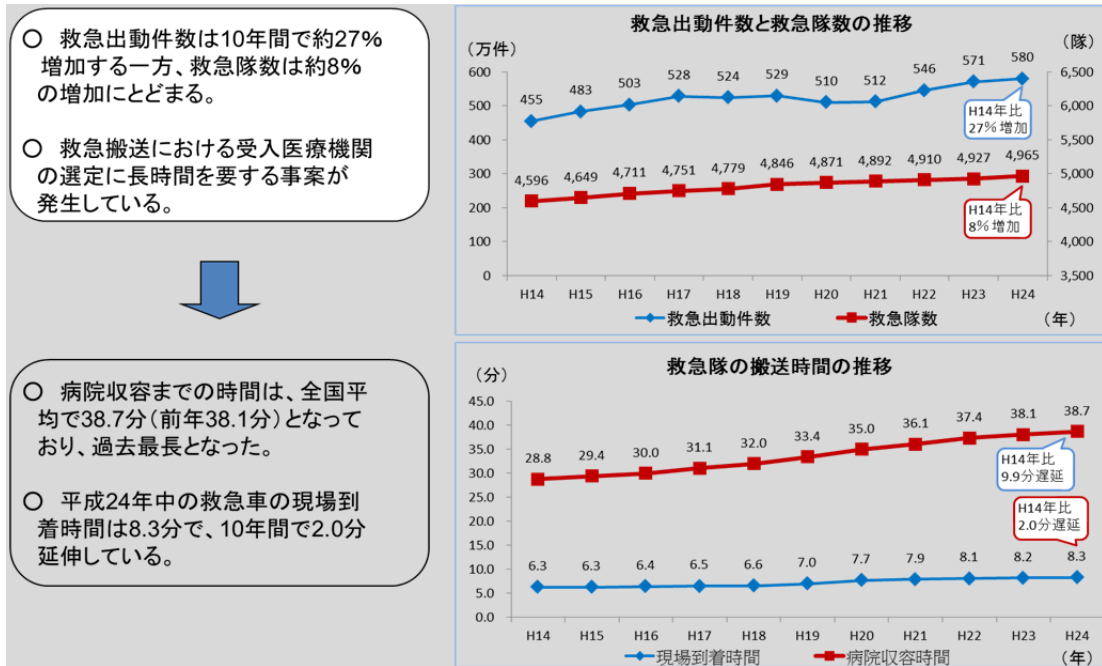 ○ 救急出動件数は10年間で約27%
増加する一方、救急隊数は約8%
の増加にとどまる。
○ 救急搬送における受入医療機関
の選定に長時間を要する事案が
発生している。
○ 病院収容までの時間は、全国平
均で38.7分(前年38.1分)となって
おり、過去最長となった。
○ 平成24年中の救急車の現場到
着時間は8.3分で、10年間で2.0分
延伸している。
救急出動件数と救急隊数の推移
(万件) (隊)
600 500 400 300 200 100 0
6,500 6,000 5,500 5,000 4,500 4,000 3,500
455 483 503 528 524 529 510 512 546 571 580
H14年比
27%増加
4,596 4,649 4,711 4,751 4,779 4,846 4,871 4,892 4,910 4,927 4,965
H14年比
8%増加
H14 H15 H16 H17 H18 H19 H20 H21 H22 H23 H24
救急出動件数 救急隊数 (年)
救急隊の搬送時間の推移
(分)
45.0 40.0 35.0 30.0 25.0 20.0 15.0 10.0 5.0 0.0
28.8 29.4 30.0 31.1 32.0 33.4 35.0 36.1 37.4 38.1 38.7
H14年比
9.9分遅延
H14年比
2.0分遅延
6.3 6.3 6.4 6.5 6.6 7.0 7.7 7.9 8.1 8.2 8.3
H14 H15 H16 H17 H18 H19 H20 H21 H22 H23 H24
現場到着時間 病院収容時間 (年)